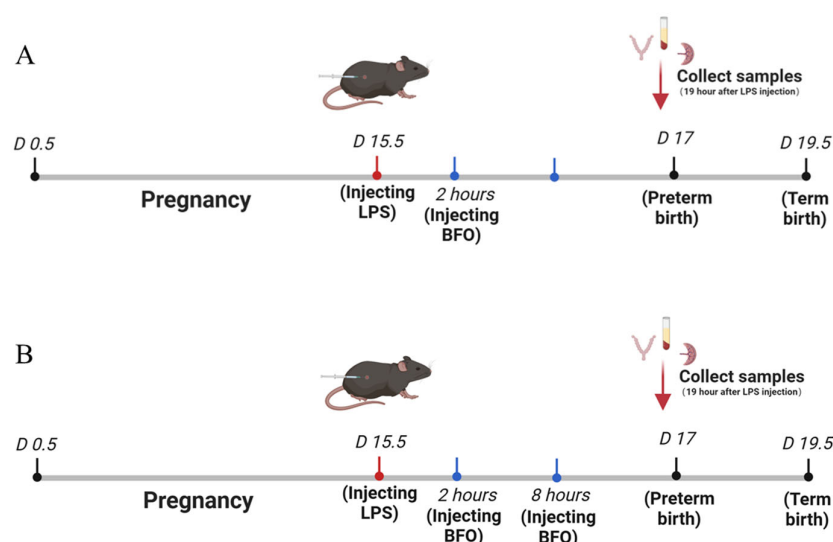 A
Collect samples
(19 hour after LPS injection)
D 0.5
D 15.5
D 17
D 19.5
Pregnancy
(Injecting
LPS)
2 hours
(Injecting
BFO)
(Preterm
birth)
(Term
birth)
B
Collect samples
(19 hour after LPS injection)
D 0.5
D 15.5
D 17
D 19.5
Pregnancy
(Injecting
LPS)
2 hours
(Injecting
BFO)
8 hours
(Injecting
BFO)
(Preterm
birth)
(Term
birth)